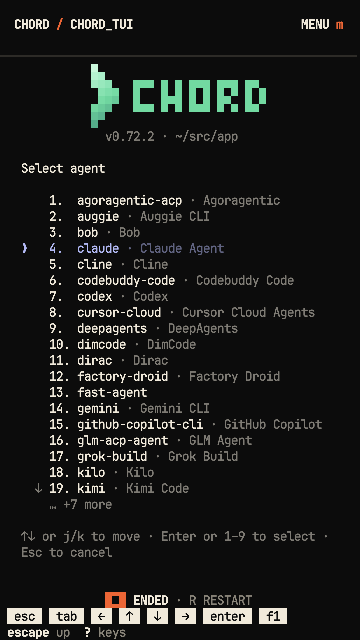 CHORD / CHORD_TUI MENU m
CHORD
v0.72.2 · ~/src/app
Select agent
1. agoragentic-acp · Agoragentic
2. auggie · Auggie CLI
3. bob · Bob
❯ 4. claude · Claude Agent
5. cline · Cline
6. codebuddy-code · Codebuddy Code
7. codex · Codex
8. cursor-cloud · Cursor Cloud Agents
9. deepagents · DeepAgents
10. dimcode · DimCode
11. dirac · Dirac
12. factory-droid · Factory Droid
13. fast-agent
14. gemini · Gemini CLI
15. github-copilot-cli · GitHub Copilot
16. glm-acp-agent · GLM Agent
17. grok-build · Grok Build
18. kilo · Kilo
↓ 19. kimi · Kimi Code
… +7 more
↑↓ or j/k to move · Enter or 1-9 to select ·
Esc to cancel
ENDED · R RESTART
esc tab ← ↑ ↓ → enter f1
escape up ? keys